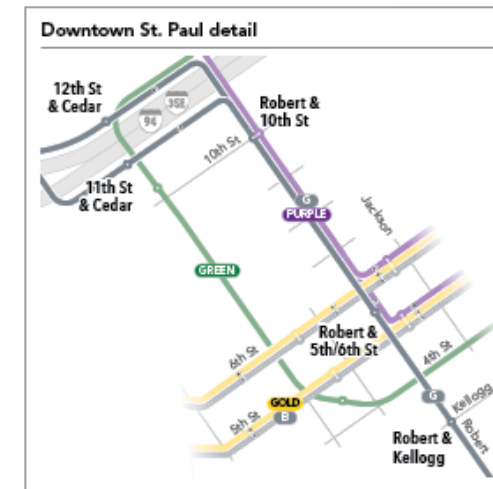 Downtown St. Paul detail
12th St
& Cedar
35E
94
Robert &
10th St
10th St
11th St
& Cedar
G
PURPLE
Jackson
GREEN
Robert &
5th/6th St
6th St
4th St
GOLD
B
5th St
G
Kellogg
Robert
Robert &
Kellogg